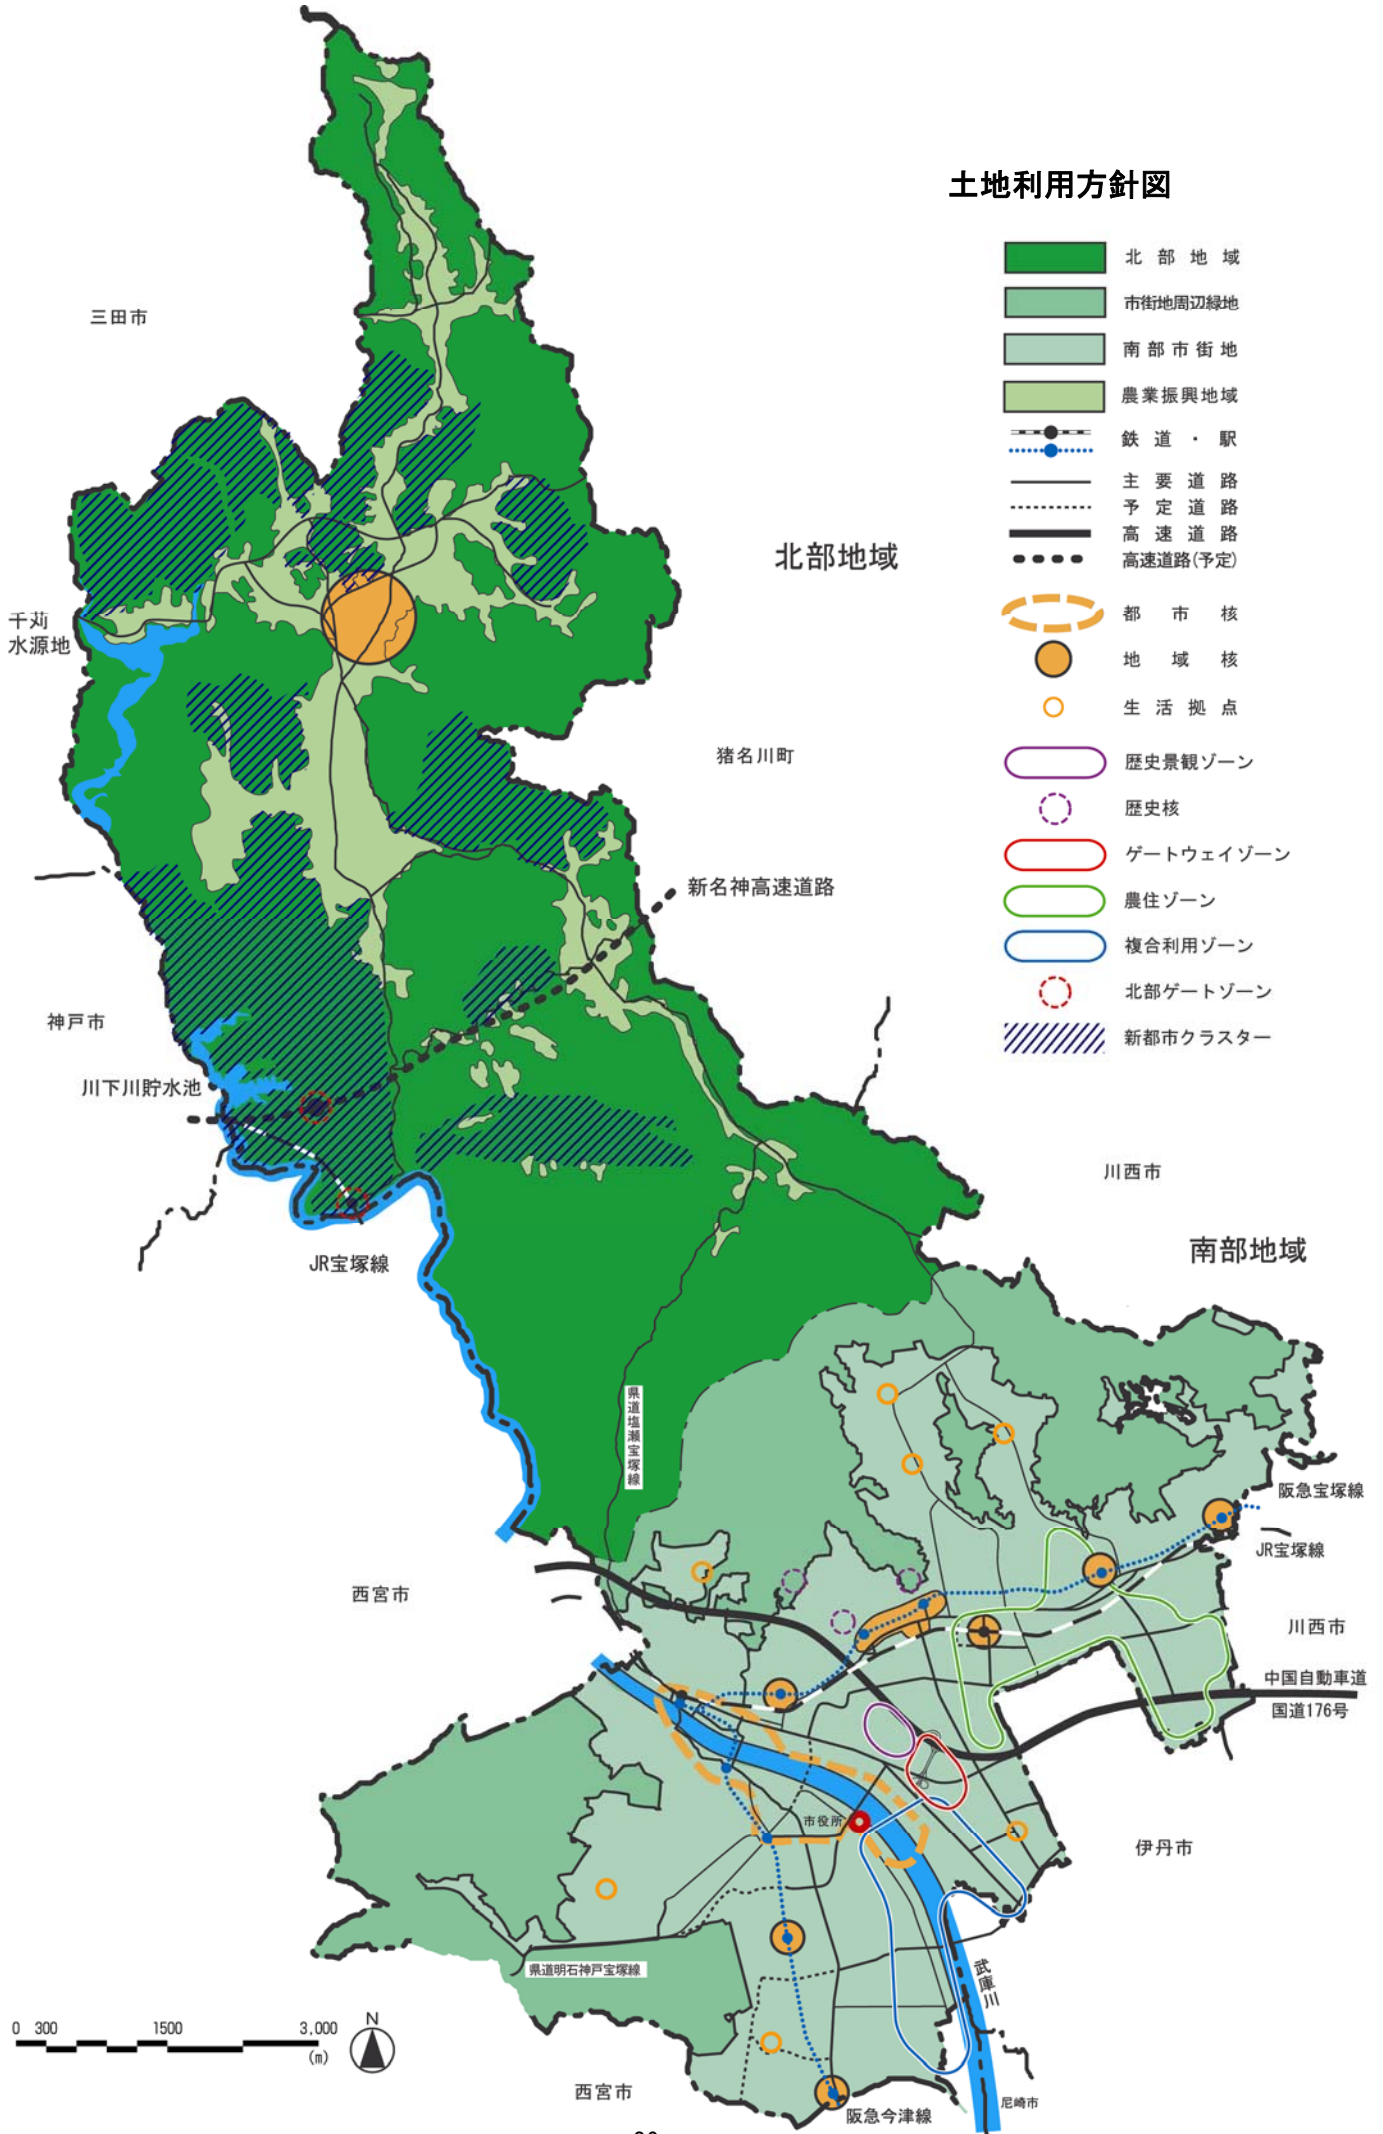 土地利用方針図
北部地域
市街地周辺緑地
南部市街地
農業振興地域
鉄道・駅
主要道路
予定道路
高速道路
高速道路(予定)
都市核
地域核
生活拠点
歴史景観ゾーン
歴史核
ゲートウェイゾーン
農住ゾーン
複合利用ゾーン
北部ゲートゾーン
新都市クラスター
三田市
北部地域
千苅
水源地
猪名川町
新名神高速道路
神戸市
川下川貯水池
川西市
南部地域
JR宝塚線
県道塩瀬宝塚線
阪急宝塚線
JR宝塚線
西宮市
川西市
中国自動車道
国道176号
市役所
伊丹市
県道明石神戸宝塚線
武庫川
0 300 1500 3,000
(m)
N
西宮市
尼崎市
阪急今津線